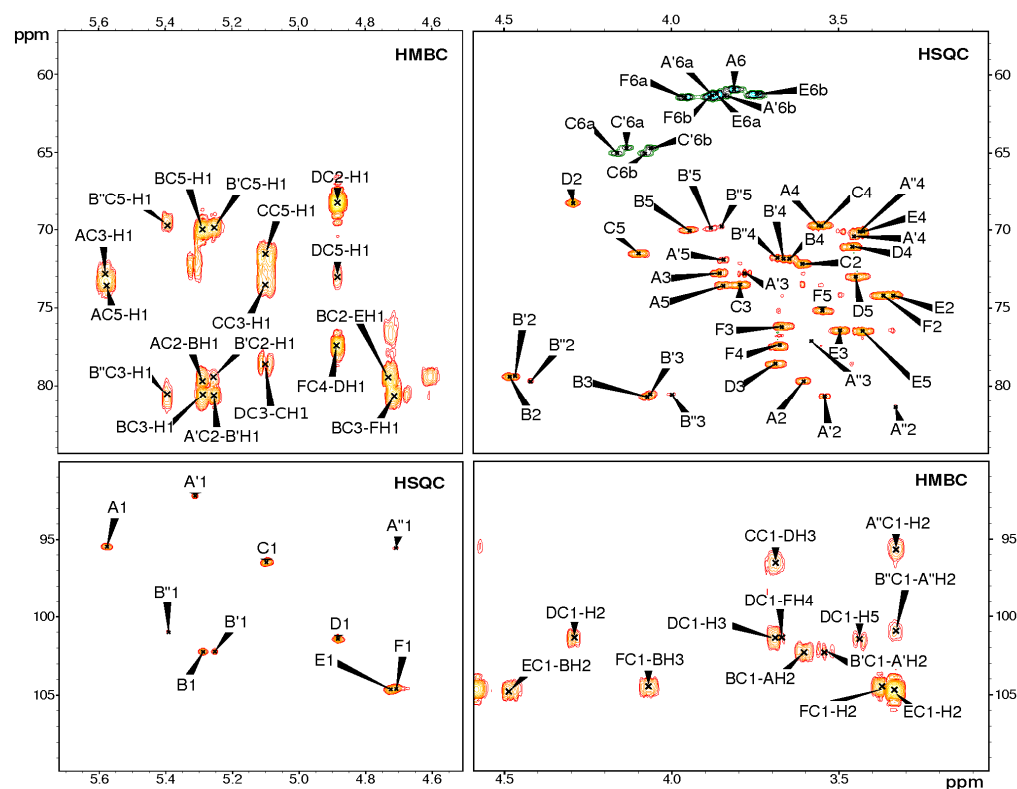 5.6 5.2 5.0 4.8 4.6
4.5 4.0 3.5
ppm
HMBC
HSQC
60 60
A'6a A6
F6a E6b
F6b E6a A'6b
C6a C'6a C'6b
C6b
65 65
DC2-H1
D2
BC5-H1 B'C5-H1
B"C5-H1
CC5-H1
B'5 B"5
B5
A4 C4 A"4
70 70
AC3-H1
DC5-H1
C5
B'4 E4
B"4 B4 A'4
A'5 C2 D4
A3 A'3
AC5-H1
CC3-H1
A5 C3 F5 D5 E2
75 75
BC2-EH1
F3 F2
AC2-BH1 B'C2-H1
B'2 B"2
F4 E3
B"C3-H1 FC4-DH1
B3 B'3 D3 A"3 E5
80 80
DC3-CH1
B2 B"3 A2 A'2 A"2
BC3-H1 A'C2-B'H1 BC3-FH1
HSQC
HMBC
A'1
A1 C1 A"1
CC1-DH3 A"C1-H2
95 95
B"1 B'1 D1
DC1-H2 DC1-FH4 B"C1-A"H2
DC1-H3 DC1-H5
100 100
B1 E1 F1
EC1-BH2 FC1-BH3 BC1-AH2 B'C1-A'H2
105 105
FC1-H2 EC1-H2
5.6 5.4 5.2 5.0 4.8 4.6
4.5 4.0 3.5
ppm